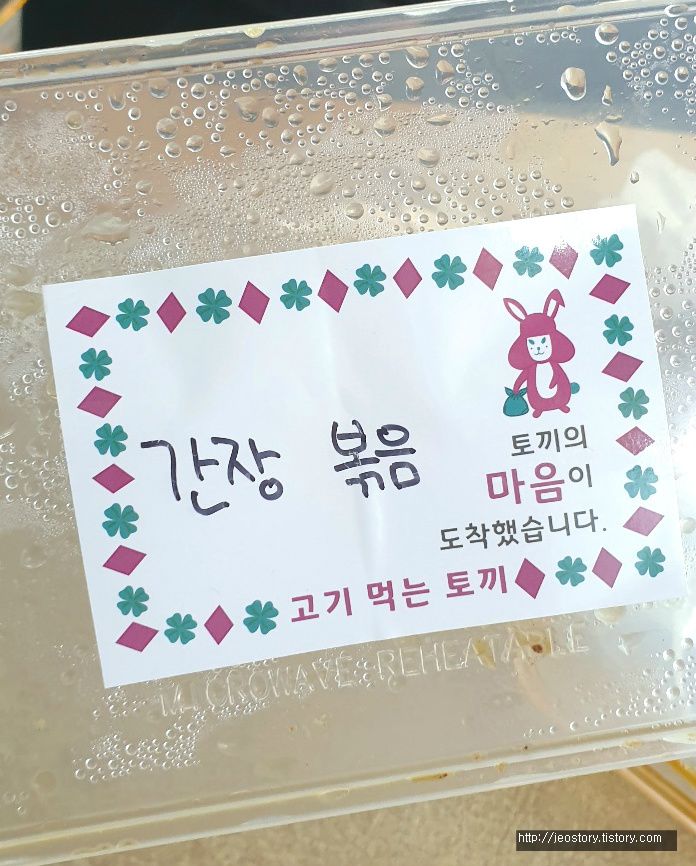 간장 볶음
토끼의
마음이
도착했습니다.
고기 먹는 토끼
MICROWAVE REHEATABLE
http://jeostory.tistory.com